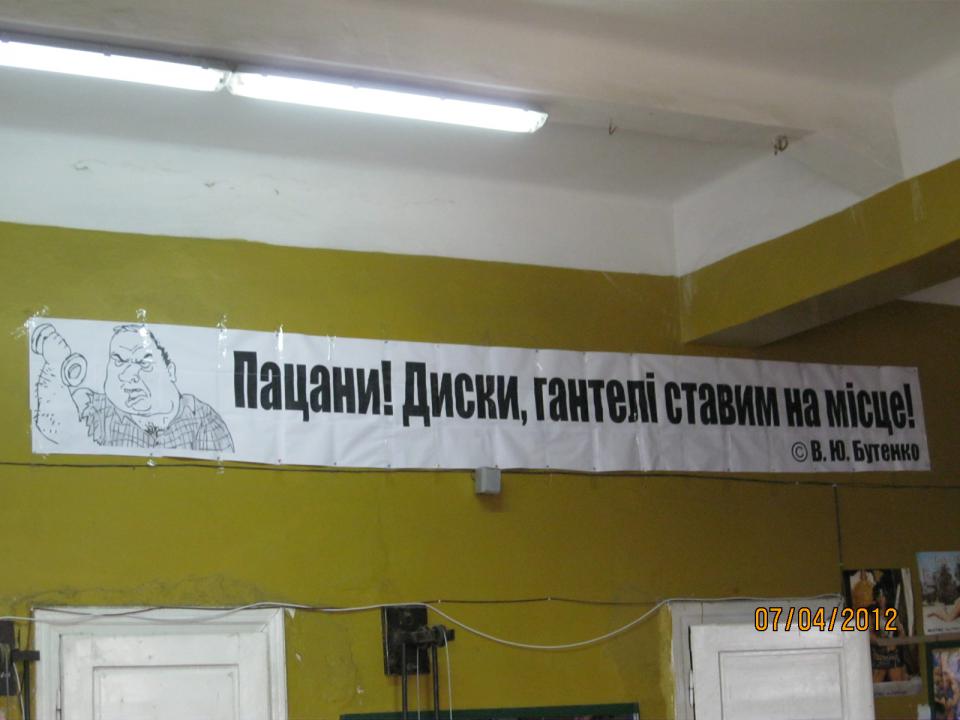 Пацани! Диски, гантелі ставим на місце!
© В. Ю. Бутенко
07/04/2012